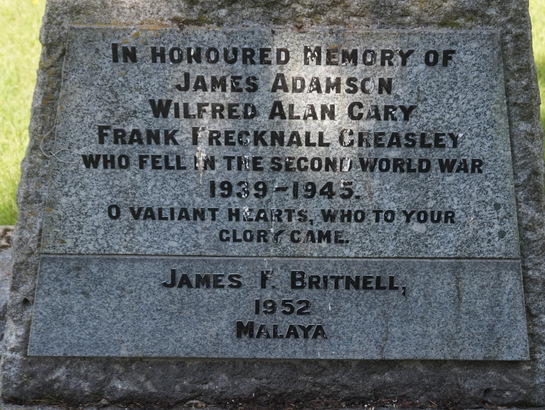 IN HONOURED MEMORY OF
JAMES ADAMSON
WILFRED ALAN CARY
FRANK FRECKNALL CREASLEY
WHO FELL IN THE SECOND WORLD WAR
1939-1945.
O VALIANT HEARTS, WHO TO YOUR
GLORY CAME.
JAMES F. BRITNELL,
1952
MALAYA